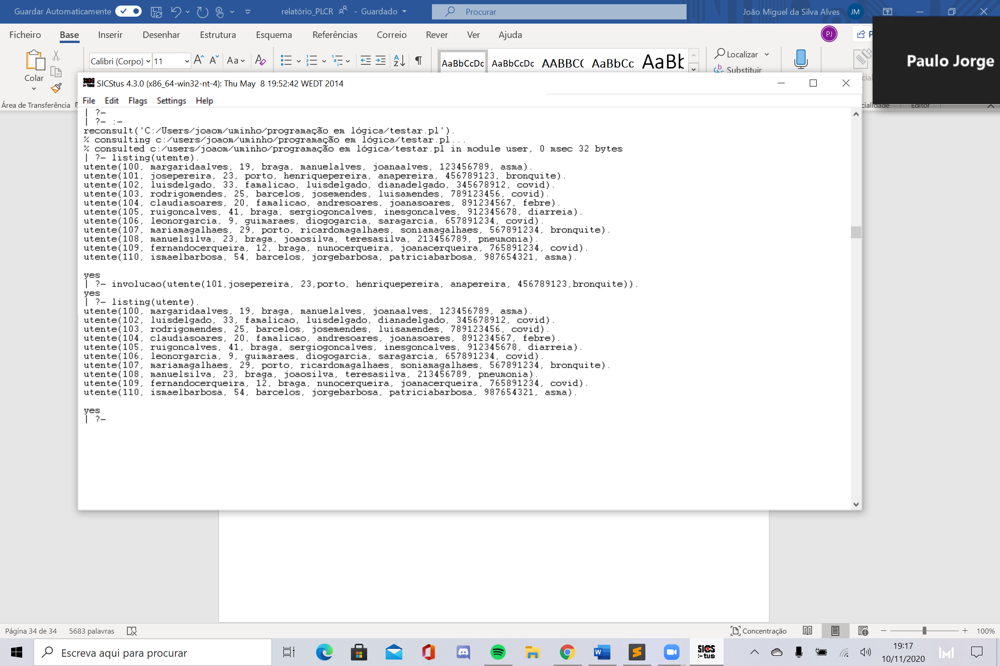 Guardar Automaticamente relatório_PLCR - Guardado Procurar João Miguel da Silva Alves JM
Ficheiro Base Inserir Desenhar Estrutura Esquema Referências Correio Rever Ver Ajuda PJ P
Paulo Jorge
Calibri (Corpo) 11 Aa AaBbCcDc AaBbCcDc AABBC( AaBbCc AaBb Localizar
Colar Substituir
Área de Transferência cialidade Editor
SICStus 4.3.0 (x86_64-win32-nt-4): Thu May 8 19:52:42 WEDT 2014
File Edit Flags Settings Help
| ?-
| ?- :-
reconsult('C:/Users/joaom/uminho/programação em lógica/testar.pl').
% consulting c:/users/joaom/uminho/programação em lógica/testar.pl...
% consulted c:/users/joaom/uminho/programação em lógica/testar.pl in module user, 0 msec 32 bytes
| ?- listing(utente).
utente(100, margaridaalves, 19, braga, manuelalves, joanaalves, 123456789, asma).
utente(101, josepereira, 23, porto, henriquepereira, anapereira, 456789123, bronquite).
utente(102, luisdelgado, 33, famalicao, luisdelgado, dianadelgado, 345678912, covid).
utente(103, rodrigomendes, 25, barcelos, josemendes, luisamendes, 789123456, covid).
utente(104, claudiasoares, 20, famalicao, andresoares, joanasoares, 891234567, febre).
utente(105, ruigoncalves, 41, braga, sergiogoncalves, inesgoncalves, 912345678, diarreia).
utente(106, leonorgarcia, 9, guimaraes, diogogarcia, saragarcia, 657891234, covid).
utente(107, mariamagalhaes, 29, porto, ricardomagalhaes, soniamagalhaes, 567891234, bronquite).
utente(108, manuelsilva, 23, braga, joaosilva, teresasilva, 213456789, pneumonia).
utente(109, fernandocerqueira, 12, braga, nunocerqueira, joanacerqueira, 765891234, covid).
utente(110, ismaelbarbosa, 54, barcelos, jorgebarbosa, patriciabarbosa, 987654321, asma).
yes
| ?- involucao(utente(101,josepereira, 23,porto, henriquepereira, anapereira, 456789123,bronquite)).
yes
| ?- listing(utente).
utente(100, margaridaalves, 19, braga, manuelalves, joanaalves, 123456789, asma).
utente(102, luisdelgado, 33, famalicao, luisdelgado, dianadelgado, 345678912, covid).
utente(103, rodrigomendes, 25, barcelos, josemendes, luisamendes, 789123456, covid).
utente(104, claudiasoares, 20, famalicao, andresoares, joanasoares, 891234567, febre).
utente(105, ruigoncalves, 41, braga, sergiogoncalves, inesgoncalves, 912345678, diarreia).
utente(106, leonorgarcia, 9, guimaraes, diogogarcia, saragarcia, 657891234, covid).
utente(107, mariamagalhaes, 29, porto, ricardomagalhaes, soniamagalhaes, 567891234, bronquite).
utente(108, manuelsilva, 23, braga, joaosilva, teresasilva, 213456789, pneumonia).
utente(109, fernandocerqueira, 12, braga, nunocerqueira, joanacerqueira, 765891234, covid).
utente(110, ismaelbarbosa, 54, barcelos, jorgebarbosa, patriciabarbosa, 987654321, asma).
yes
| ?-
Página 34 de 34 5683 palavras Concentração 100%
Escreva aqui para procurar SICS :-tus 19:17
10/11/2020